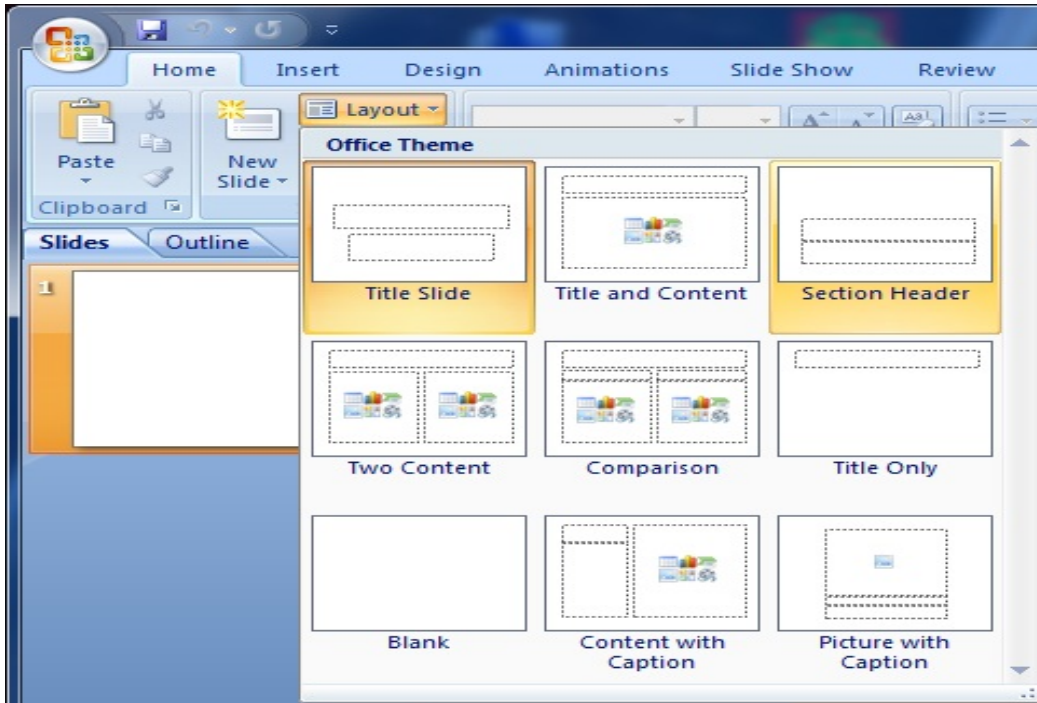 Home Insert Design Animations Slide Show Review
Layout
Paste
New
Slide
Clipboard
Slides Outline
1
Office Theme
Title Slide Title and Content Section Header
Two Content Comparison Title Only
Blank Content with Caption Picture with Caption